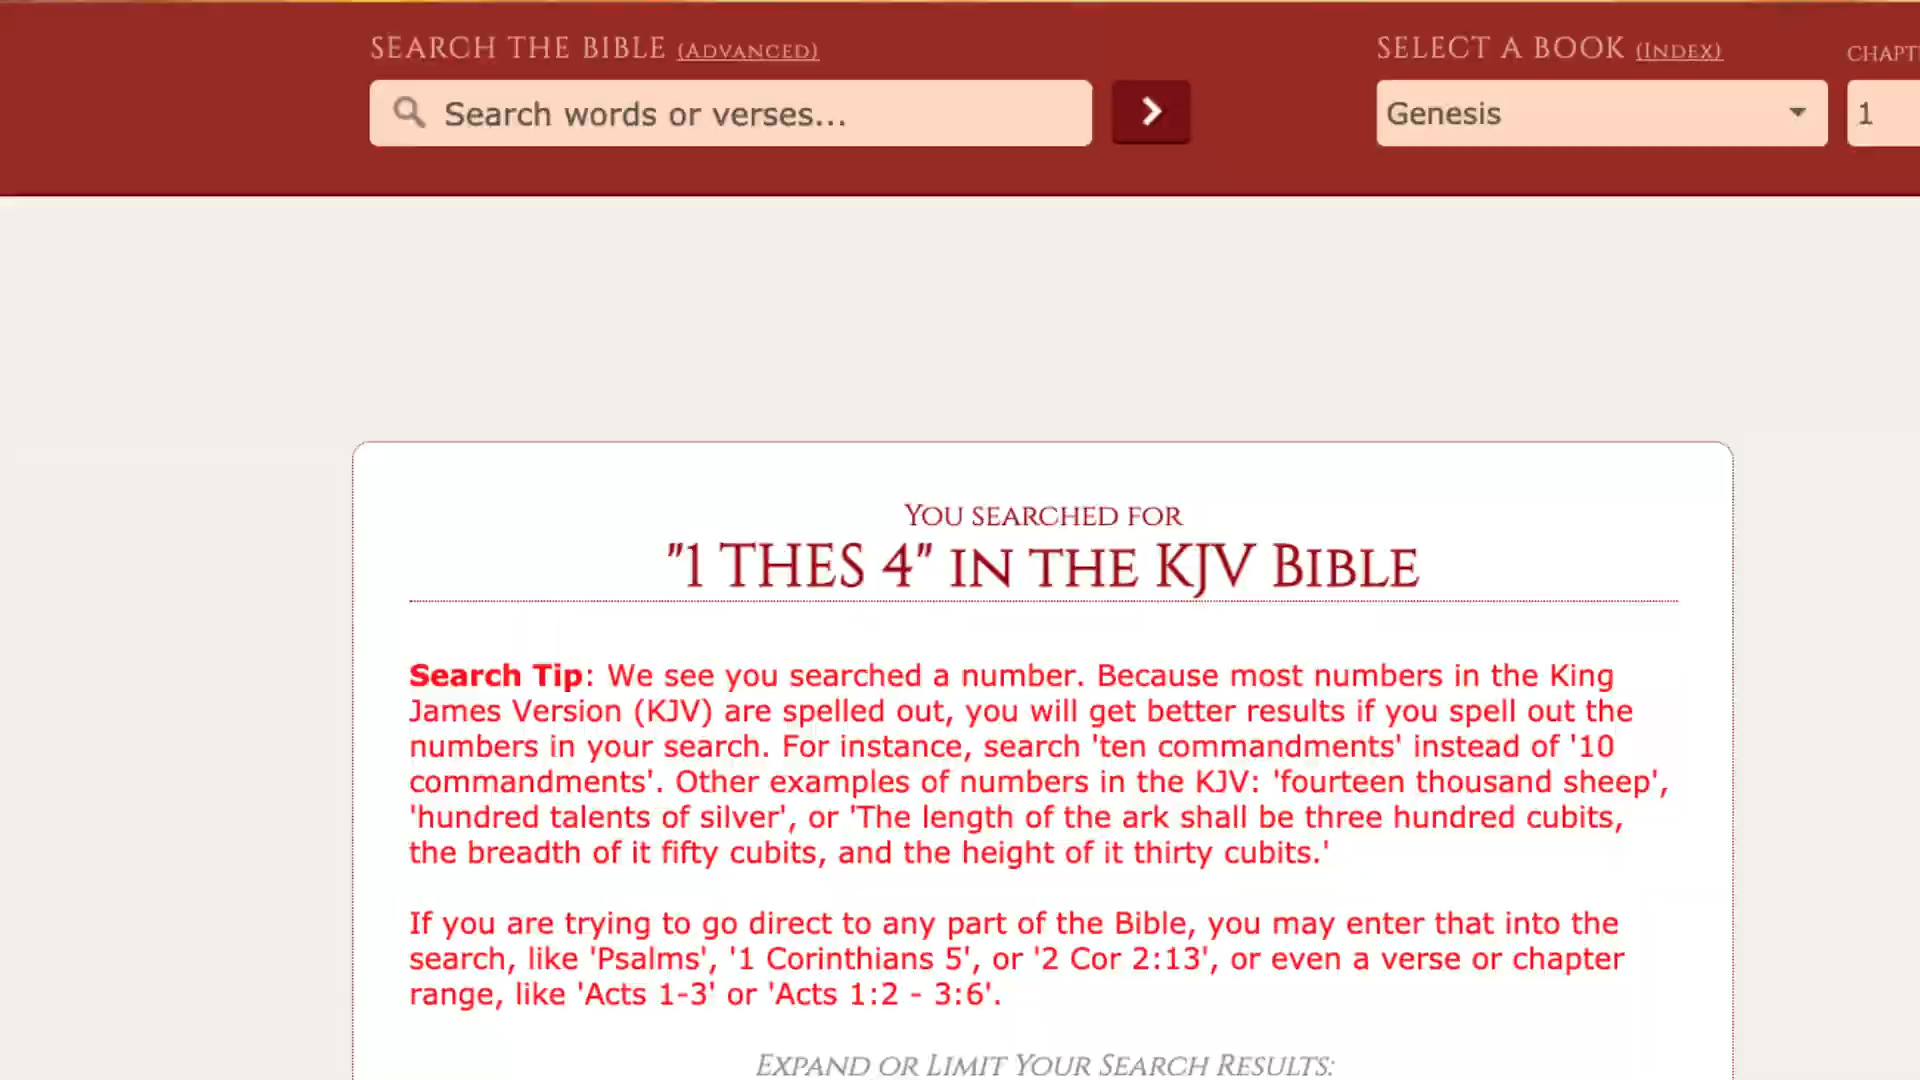 SEARCH THE BIBLE (ADVANCED)
SELECT A BOOK (INDEX)
Search words or verses...
Genesis
1
YOU SEARCHED FOR
"1 THES 4" IN THE KJV BIBLE
Search Tip: We see you searched a number. Because most numbers in the King
James Version (KJV) are spelled out, you will get better results if you spell out the
numbers in your search. For instance, search 'ten commandments' instead of '10
commandments'. Other examples of numbers in the KJV: 'fourteen thousand sheep',
'hundred talents of silver', or 'The length of the ark shall be three hundred cubits,
the breadth of it fifty cubits, and the height of it thirty cubits.'
If you are trying to go direct to any part of the Bible, you may enter that into the
search, like 'Psalms', '1 Corinthians 5', or '2 Cor 2:13', or even a verse or chapter
range, like 'Acts 1-3' or 'Acts 1:2 - 3:6'.
EXPAND OR LIMIT YOUR SEARCH RESULTS: